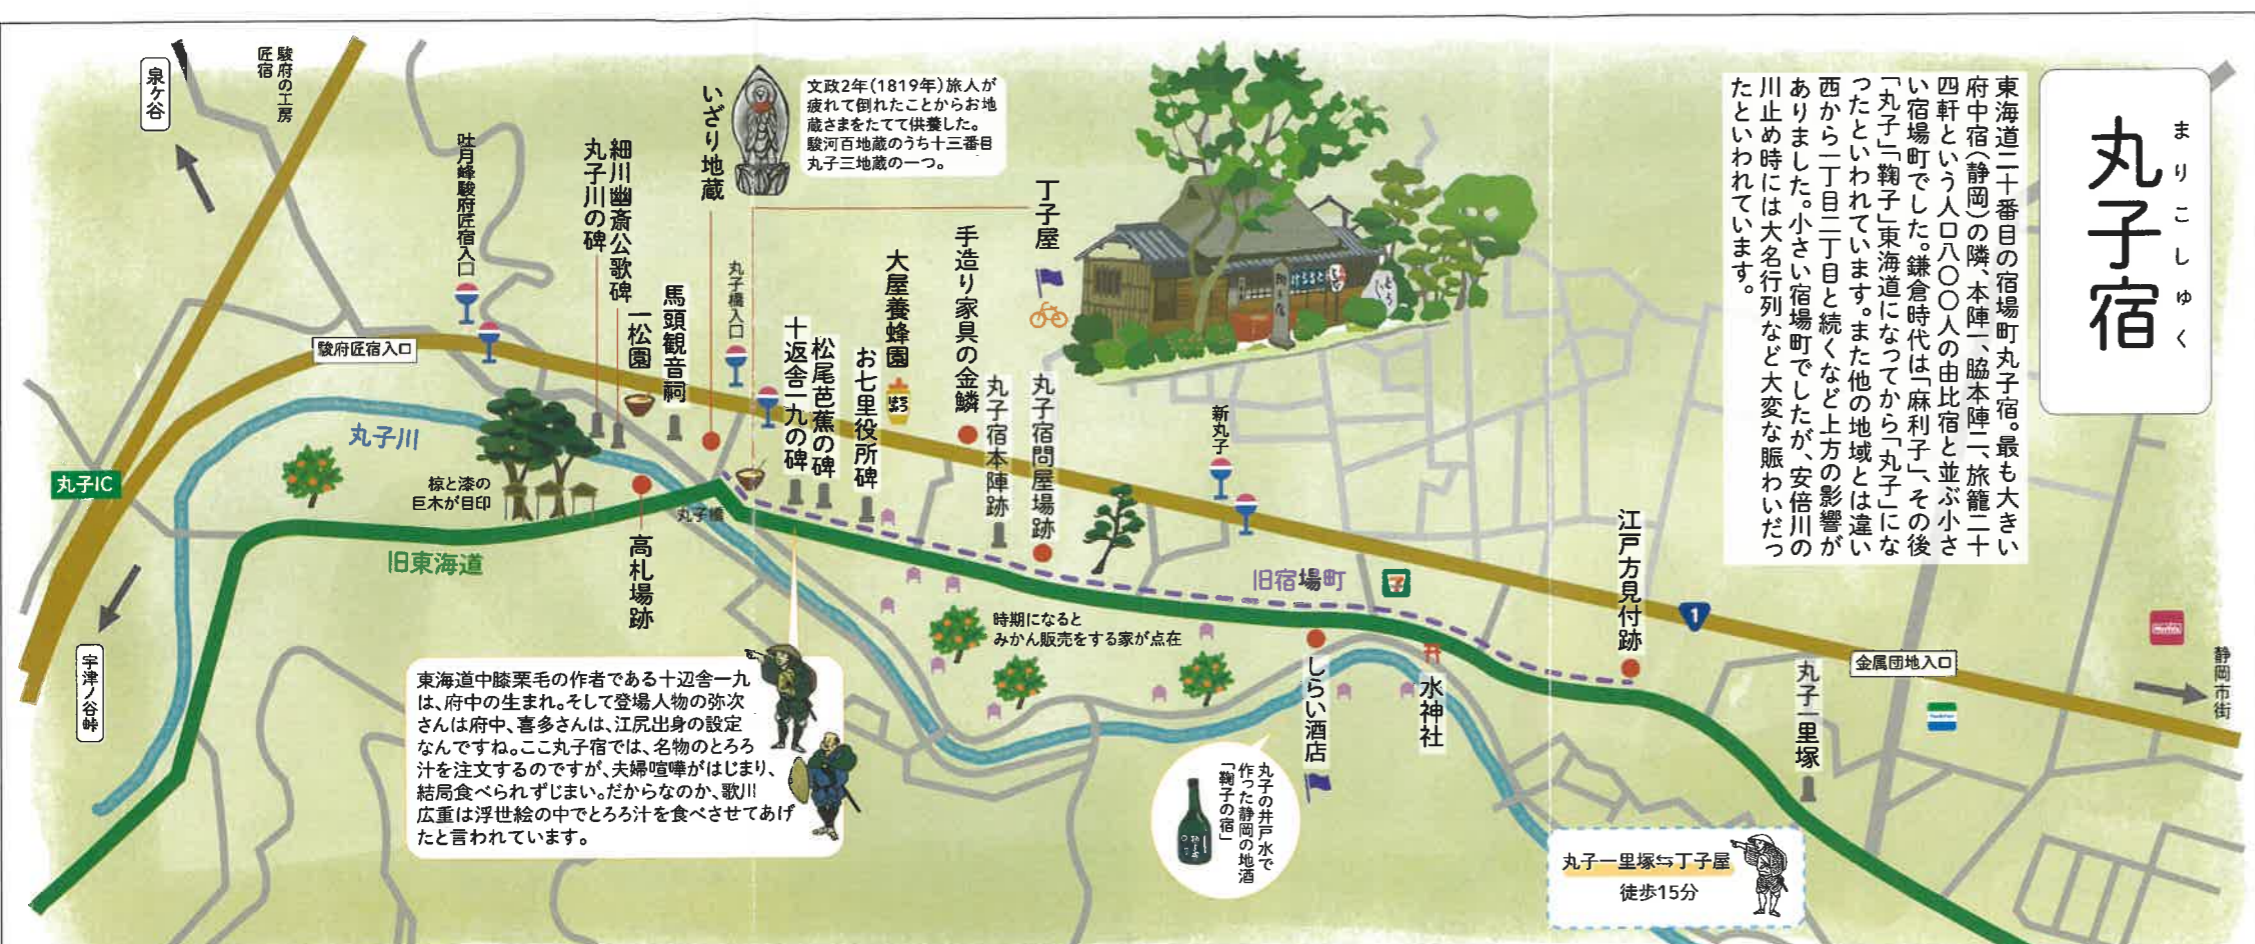 まりこしゅく
丸子宿
東海道二十番目の宿場町丸子宿。最も大きい
府中宿(静岡)の隣、本陣一、脇本陣二、旅籠二十
四軒という人口八〇〇人の由比宿と並ぶ小さ
い宿場町でした。鎌倉時代は「麻利子」、その後
「丸子」「鞠子」東海道になってから「丸子」にな
ったといわれています。また他の地域とは違い
西から一丁目二丁目と続くなど上方の影響が
ありました。小さい宿場町でしたが、安倍川の
川止め時には大名行列など大変な賑わいだっ
たといわれています。
泉ケ谷
駿府の工房
匠宿
吐月峰駿府匠宿入口
駿府匠宿入口
丸子川
丸子IC
椋と漆の
巨木が目印
旧東海道
宇津ノ谷峠
細川幽斎公歌碑
丸子川の碑
一松園
馬頭観音祠
いざり地蔵
文政2年(1819年)旅人が
疲れて倒れたことからお地
蔵さまをたてて供養した。
駿河百地蔵のうち十三番目
丸子三地蔵の一つ。
丸子橋入口
丸子橋
高札場跡
丁子屋
十返舎一九の碑
松尾芭蕉の碑
お七里役所碑
大屋養蜂園
はちみつ
手造り家具の金鱗
丸子宿本陣跡
丸子宿問屋場跡
新丸子
旧宿場町
7
時期になると
みかん販売をする家が点在
東海道中膝栗毛の作者である十辺舎一九
は、府中の生まれ。そして登場人物の弥次
さんは府中、喜多さんは、江尻出身の設定
なんですね。ここ丸子宿では、名物のとろろ
汁を注文するのですが、夫婦喧嘩がはじまり、
結局食べられずじまい。だからなのか、歌川
広重は浮世絵の中でとろろ汁を食べさせてあげ
たと言われています。
しらい酒店
水神社
丸子の井戸水で
作った静岡の地酒
「鞠子の宿」
江戸方見付跡
1
金属団地入口
丸子一里塚
静岡市街
丸子一里塚⇆丁子屋
徒歩15分